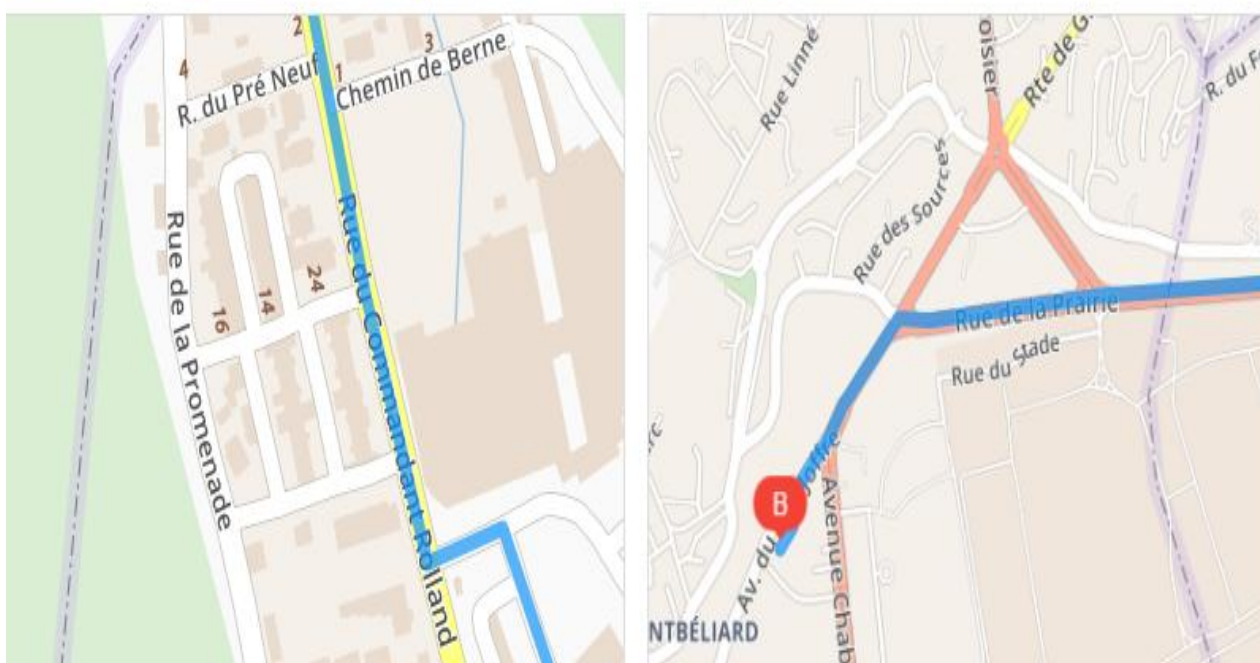 2
4
R. du Pré Neuf
1
3
Chemin de Berne
Rue du Commandant Rolland
Rue de la Promenade
24
14
16
oisier
Rte de G
Rue Linné
R. du F
Rue des Sources
Rue de la Prairie
Rue du Stade
Joffre
B
Av. du
Avenue Chab
NTBÉLIARD